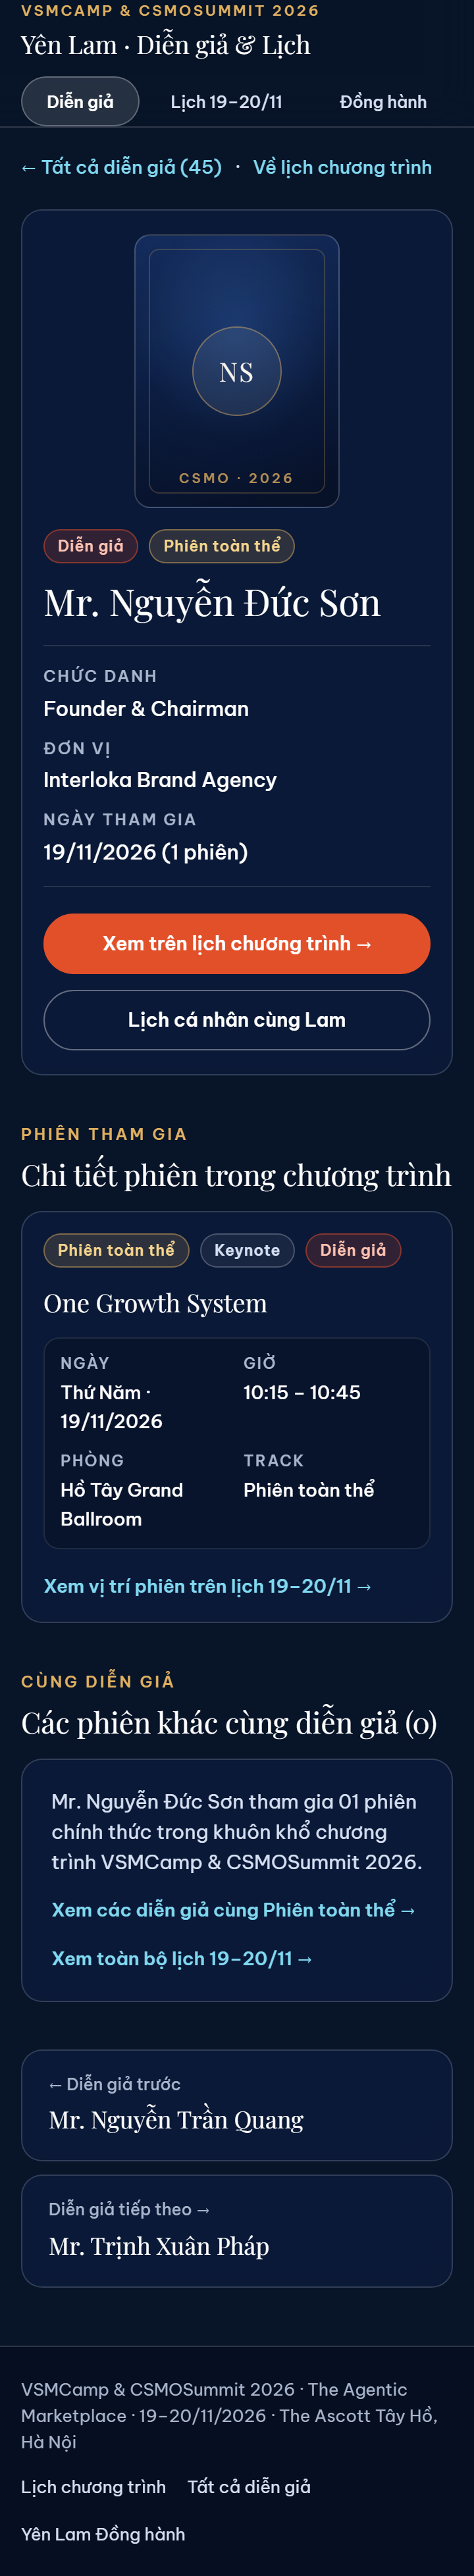 VSMCAMP & CSMOSUMMIT 2026
Yên Lam · Diễn giả & Lịch
Diễn giả
Lịch 19–20/11
Đồng hành
← Tất cả diễn giả (45) · Về lịch chương trình
NS
CSMO · 2026
Diễn giả
Phiên toàn thể
Mr. Nguyễn Đức Sơn
CHỨC DANH
Founder & Chairman
ĐƠN VỊ
Interloka Brand Agency
NGÀY THAM GIA
19/11/2026 (1 phiên)
Xem trên lịch chương trình →
Lịch cá nhân cùng Lam
PHIÊN THAM GIA
Chi tiết phiên trong chương trình
Phiên toàn thể
Keynote
Diễn giả
One Growth System
NGÀY
Thứ Năm ·
19/11/2026
GIỜ
10:15 – 10:45
PHÒNG
Hồ Tây Grand
Ballroom
TRACK
Phiên toàn thể
Xem vị trí phiên trên lịch 19–20/11 →
CÙNG DIỄN GIẢ
Các phiên khác cùng diễn giả (0)
Mr. Nguyễn Đức Sơn tham gia 01 phiên
chính thức trong khuôn khổ chương
trình VSMCamp & CSMOSummit 2026.
Xem các diễn giả cùng Phiên toàn thể →
Xem toàn bộ lịch 19–20/11 →
← Diễn giả trước
Mr. Nguyễn Trần Quang
Diễn giả tiếp theo →
Mr. Trịnh Xuân Pháp
VSMCamp & CSMOSummit 2026 · The Agentic
Marketplace · 19–20/11/2026 · The Ascott Tây Hồ,
Hà Nội
Lịch chương trình
Tất cả diễn giả
Yên Lam Đồng hành